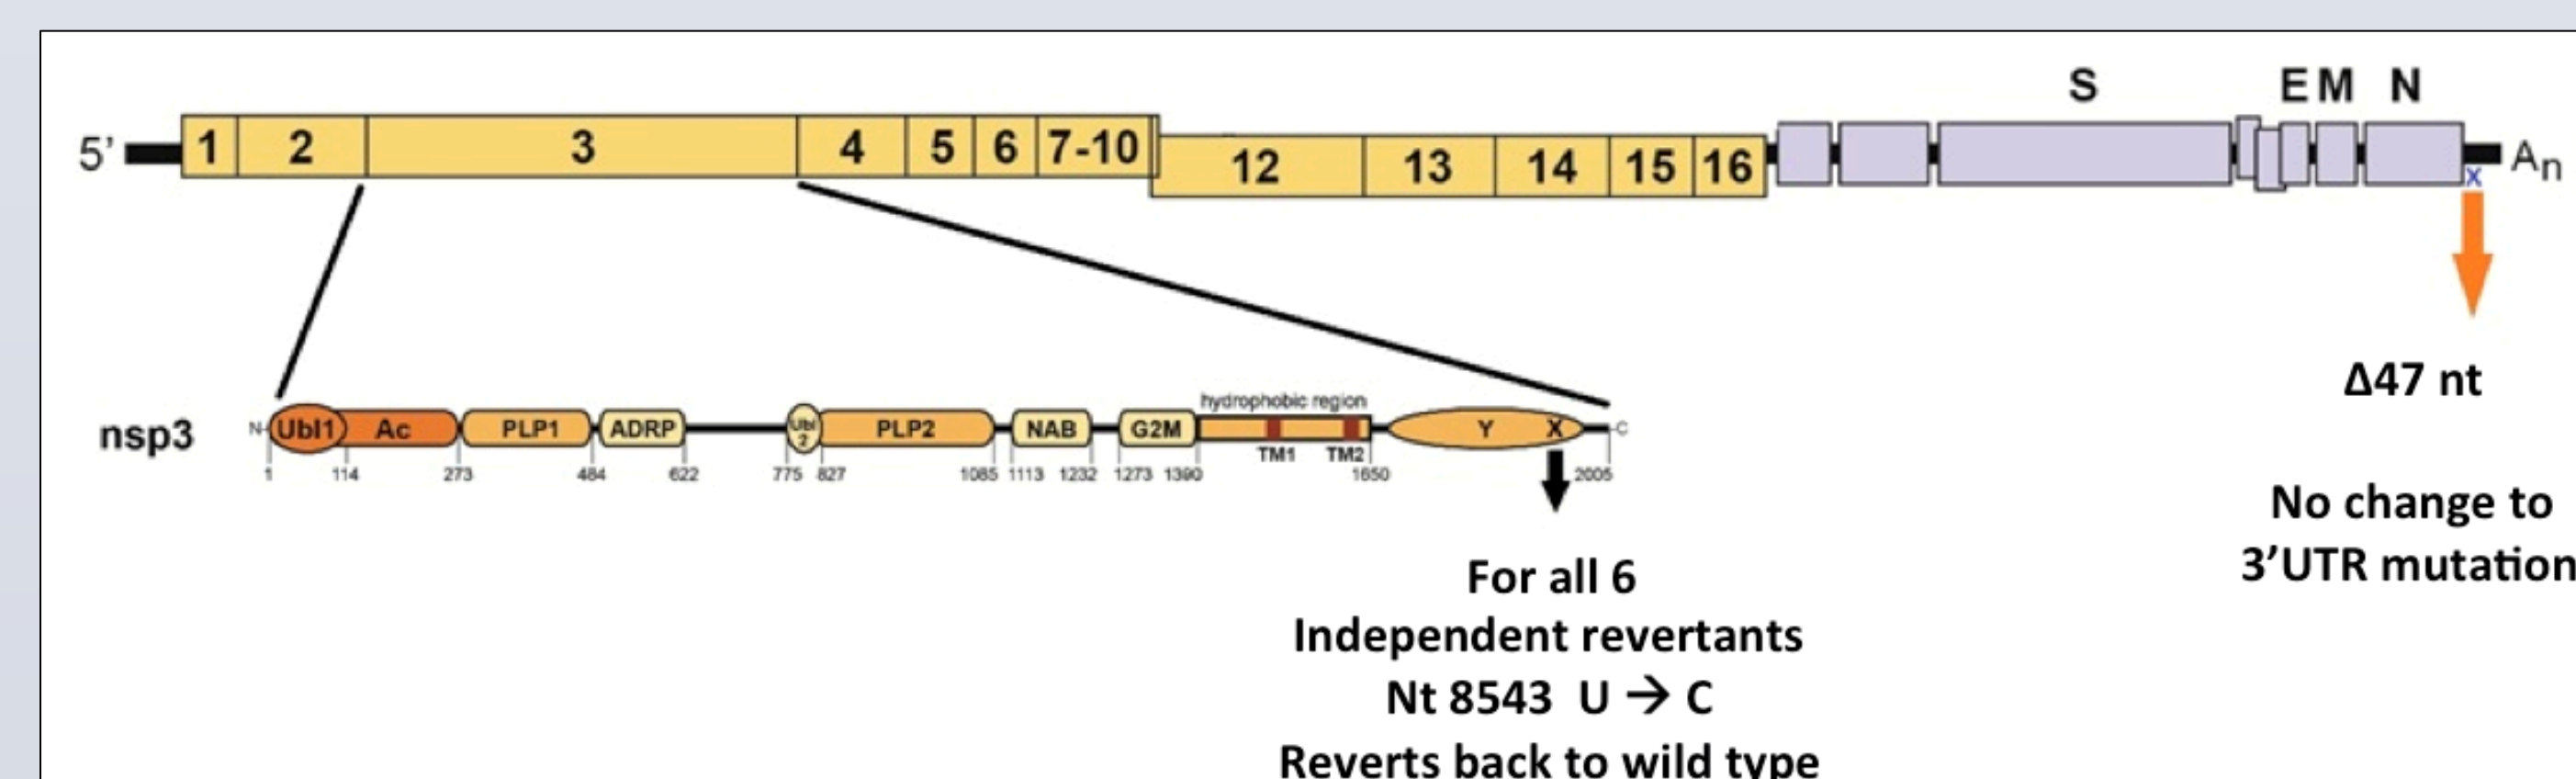 S E M N
5' 1 2 3 4 5 6 7-10 12 13 14 15 16 An
x
Δ47 nt
No change to
3'UTR mutation
hydrophobic region
nsp3 N Ubl1 Ac PLP1 ADRP Ubl 2 PLP2 NAB G2M Y X C
TM1 TM2
1 114 273 484 622 775 827 1085 1113 1232 1273 1390 1650 2005
For all 6
Independent revertants
Nt 8543 U → C
Reverts back to wild type